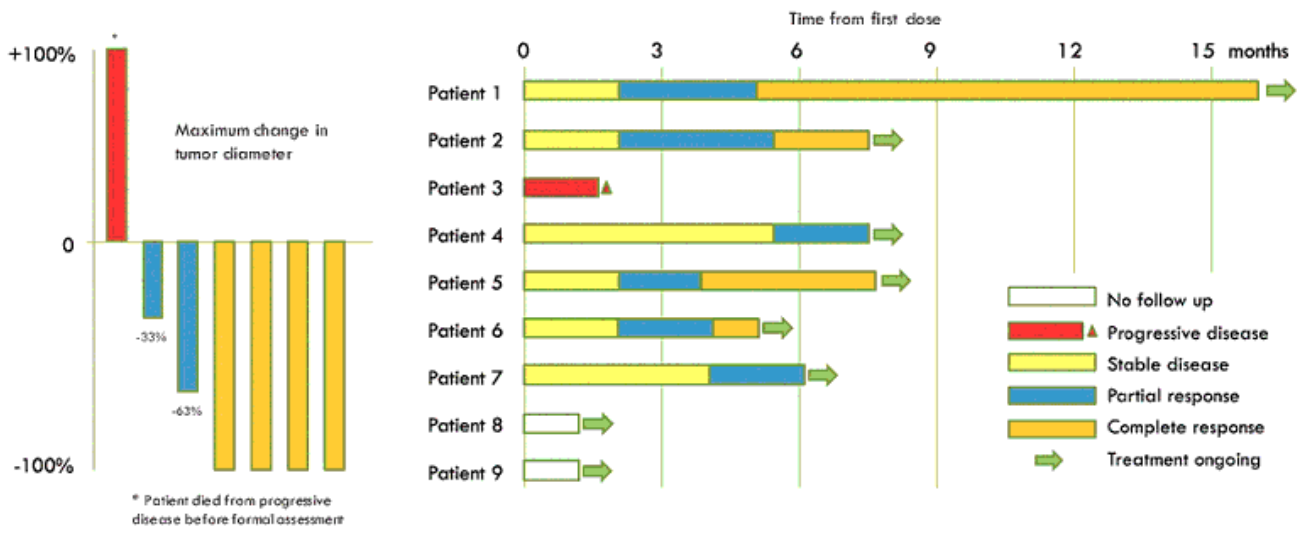 Time from first dose
0 3 6 9 12 15 months
*
+100%
Maximum change in
tumor diameter
0
-33%
-63%
-100%
* Patient died from progressive
disease before formal assessment
Patient 1
Patient 2
Patient 3
Patient 4
Patient 5
Patient 6
Patient 7
Patient 8
Patient 9
No follow up
Progressive disease
Stable disease
Partial response
Complete response
Treatment ongoing